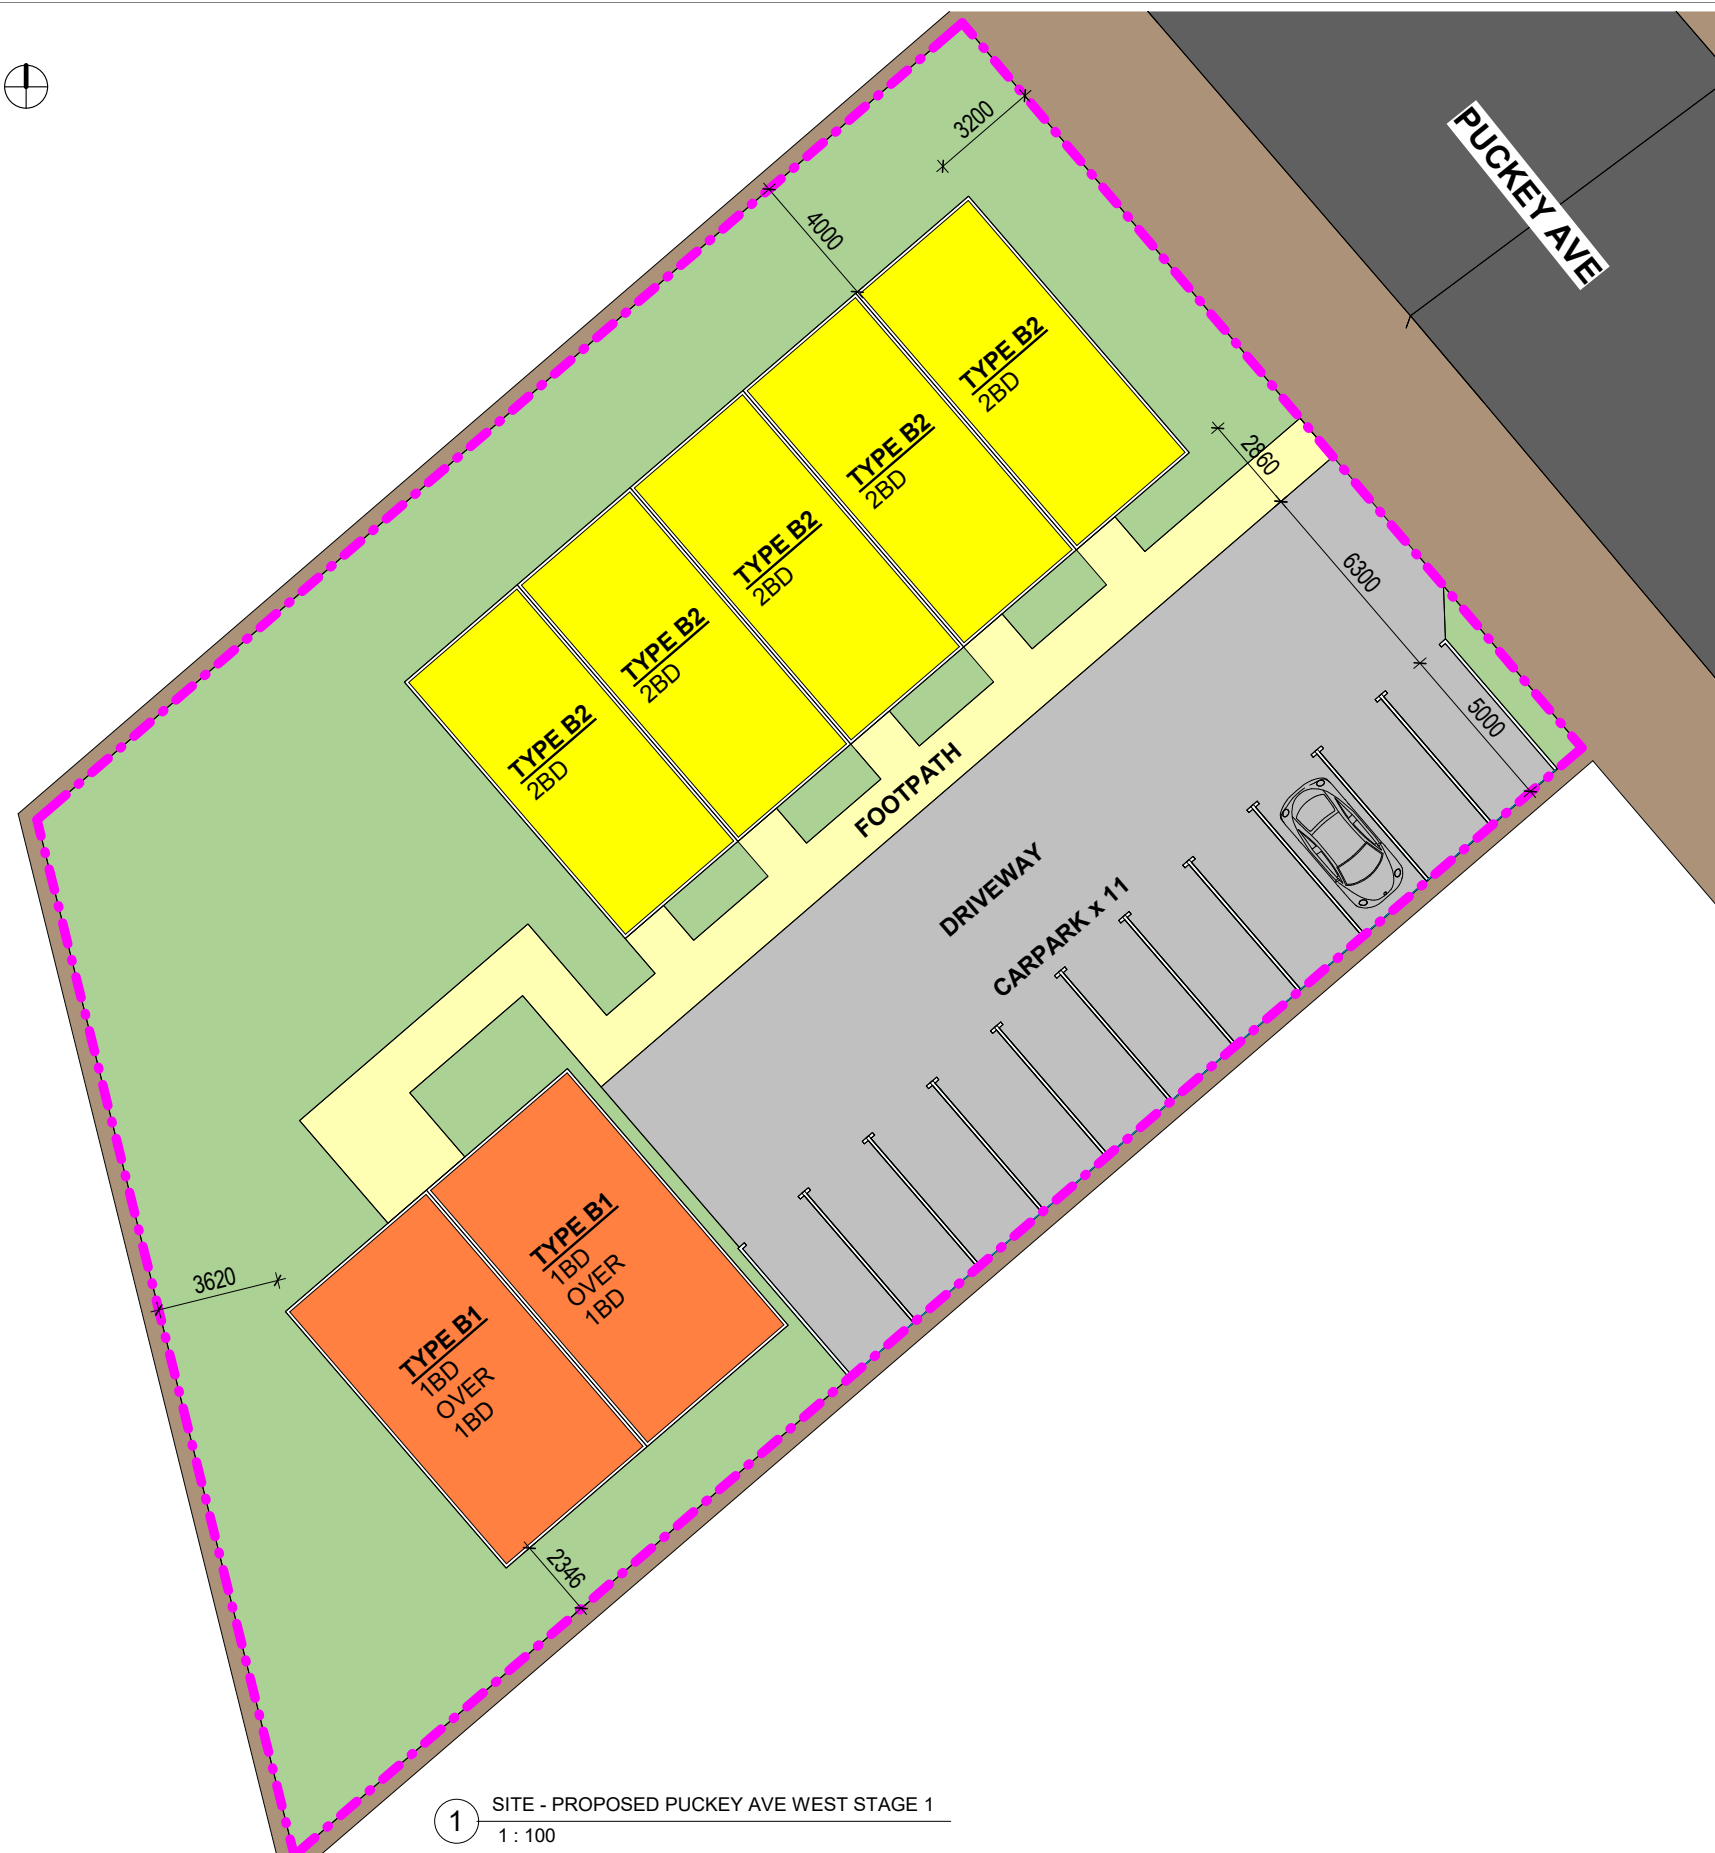 PUCKEY AVE
3200
4000
TYPE B2
2BD
TYPE B2
2BD
TYPE B2
2BD
TYPE B2
2BD
TYPE B2
2BD
2860
6300
5000
FOOTPATH
DRIVEWAY
CARPARK x 11
TYPE B1
1BD
OVER
1BD
TYPE B1
1BD
OVER
1BD
3620
2346
1
SITE - PROPOSED PUCKEY AVE WEST STAGE 1
1 : 100